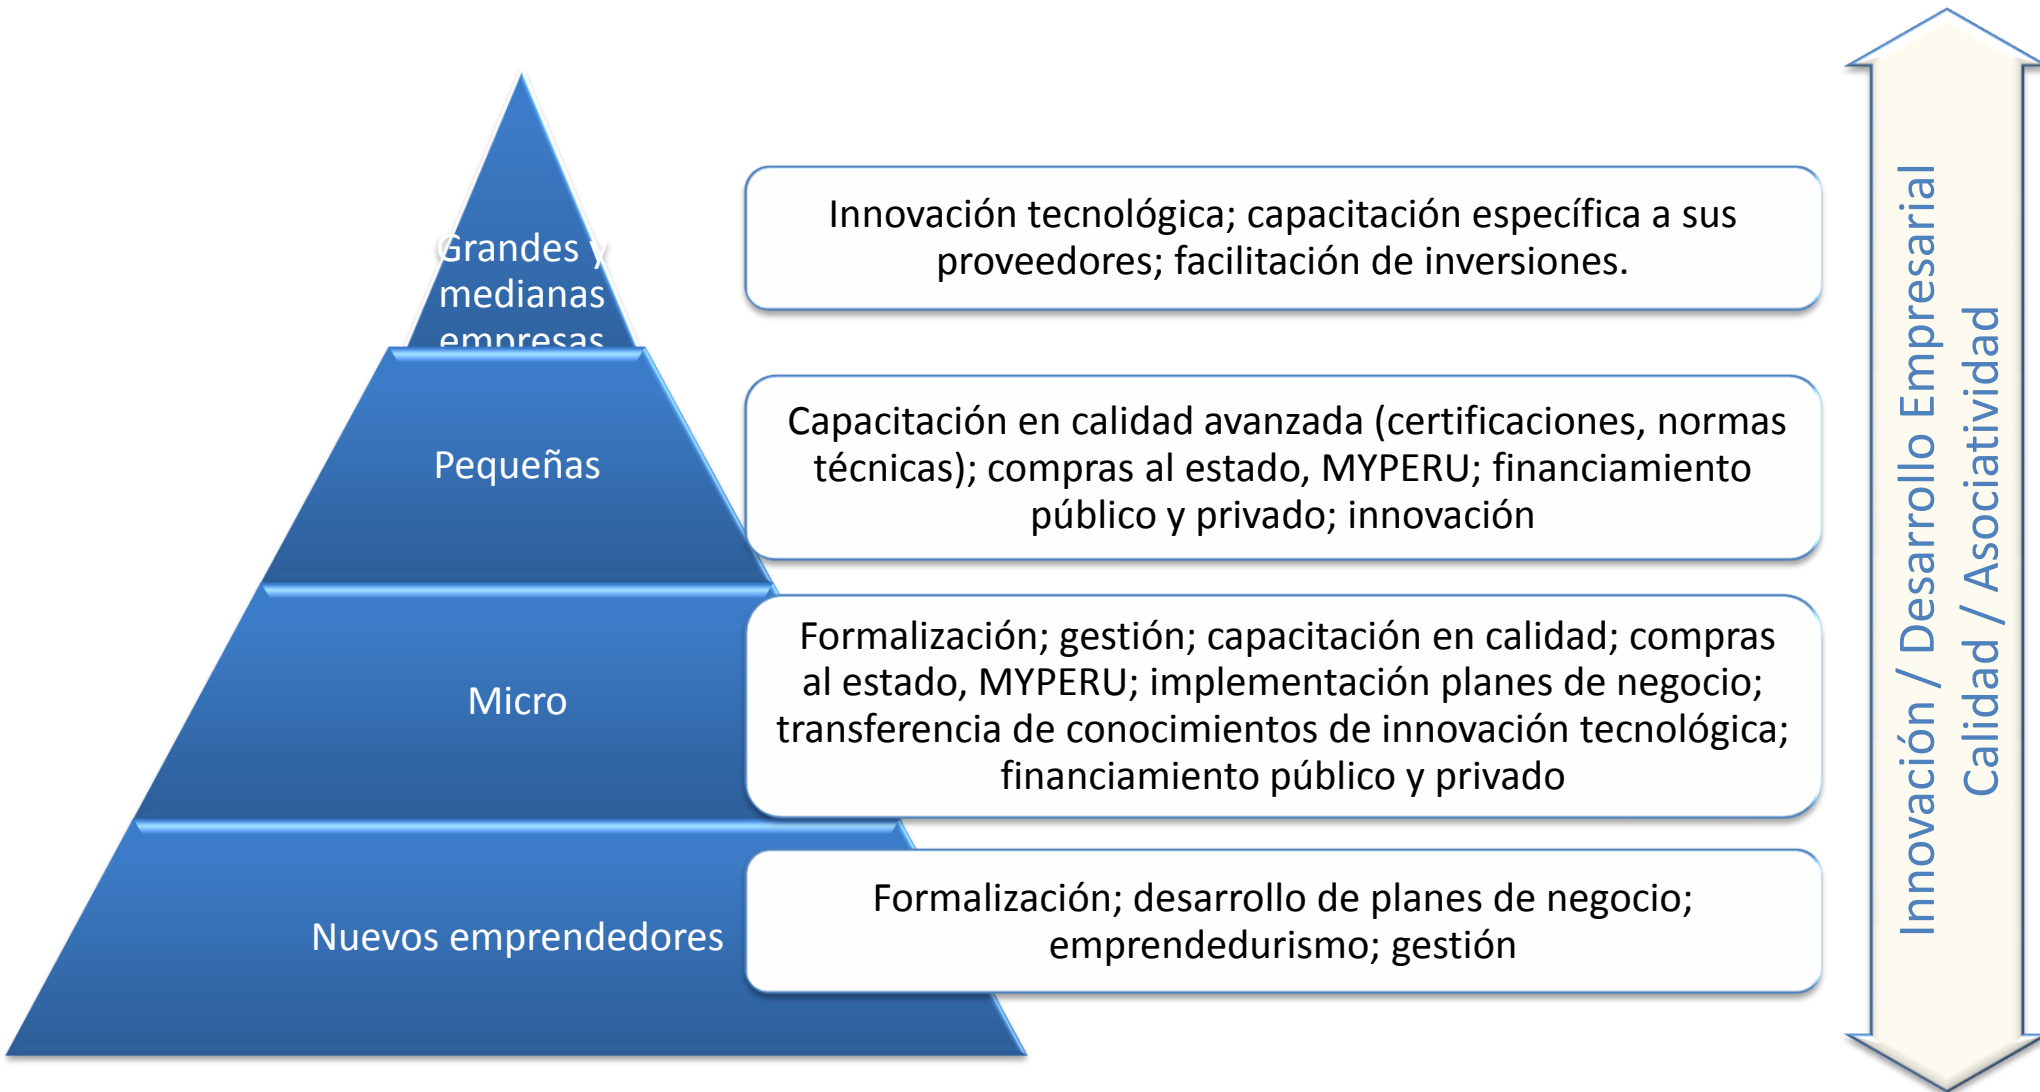 Grandes y
medianas
empresas
Innovación tecnológica; capacitación específica a sus
proveedores; facilitación de inversiones.
Pequeñas
Capacitación en calidad avanzada (certificaciones, normas
técnicas); compras al estado, MYPERU; financiamiento
público y privado; innovación
Micro
Formalización; gestión; capacitación en calidad; compras
al estado, MYPERU; implementación planes de negocio;
transferencia de conocimientos de innovación tecnológica;
financiamiento público y privado
Nuevos emprendedores
Formalización; desarrollo de planes de negocio;
emprendedurismo; gestión
Innovación / Desarrollo Empresarial
Calidad / Asociatividad